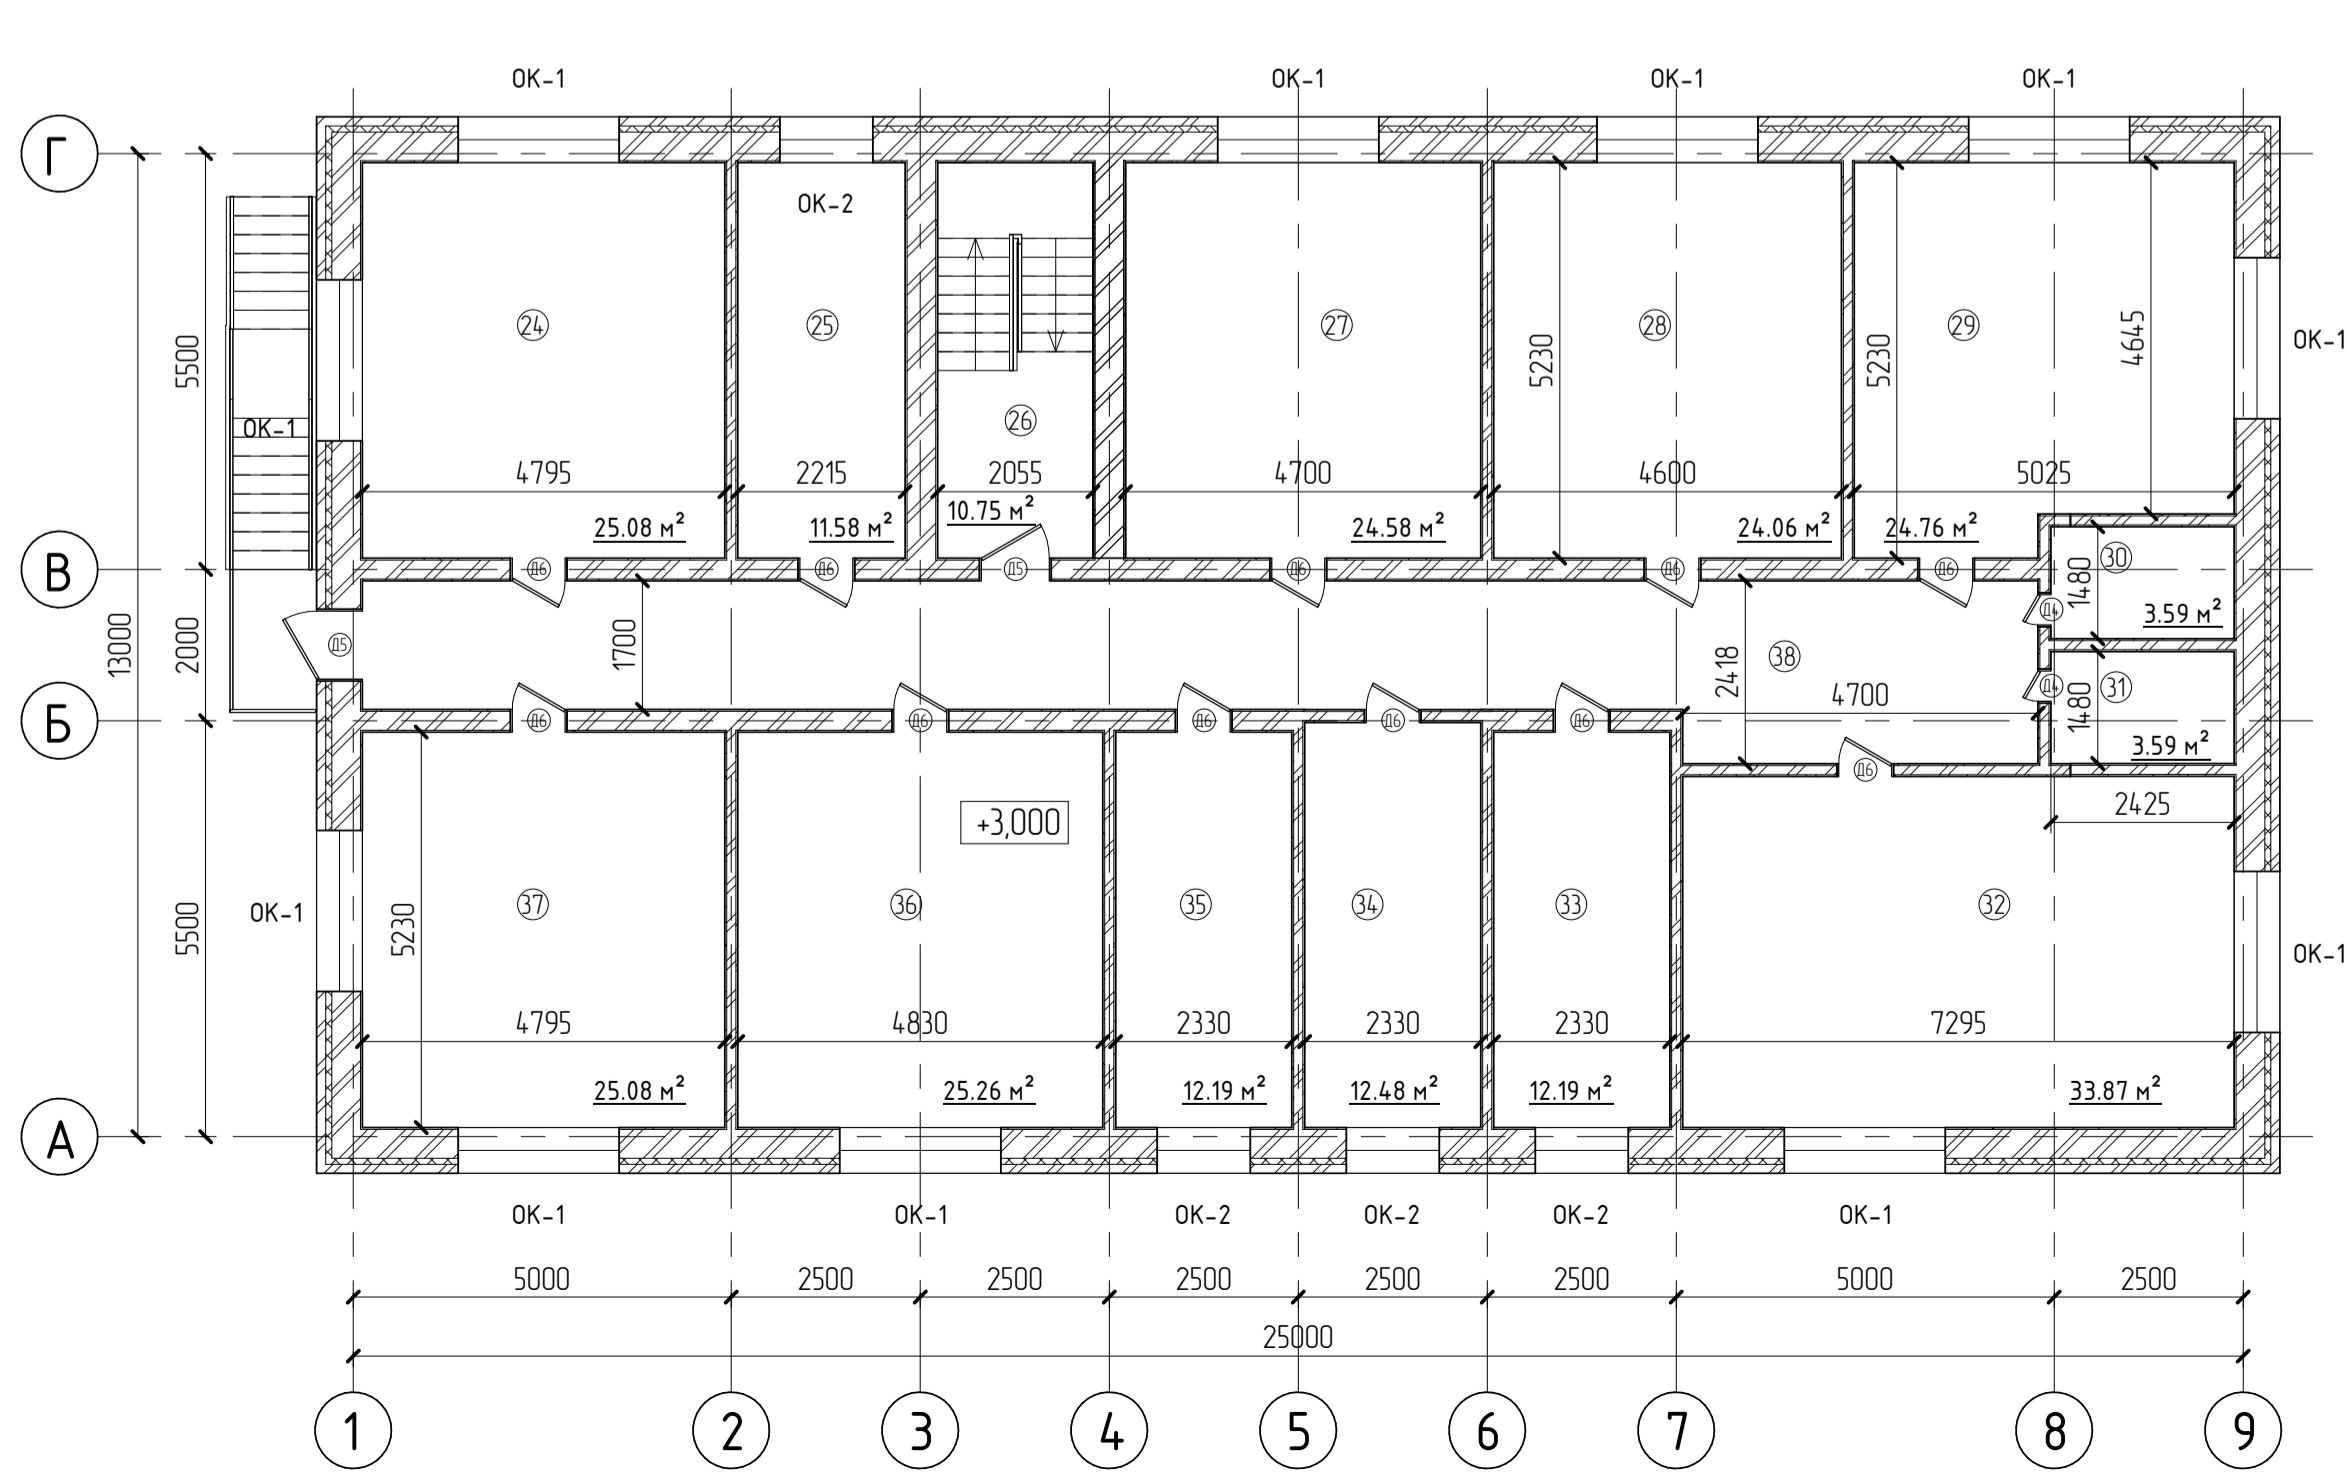 ОК-1
ОК-1
ОК-1
ОК-1
Г
ОК-2
24
25
27
28
29
ОК-1
5500
5230
5230
4645
26
ОК-1
4795
2215
2055
4700
4600
5025
25.08 м²
11.58 м²
10.75 м²
24.58 м²
24.06 м²
24.76 м²
В
Д6
Д6
Д5
Д6
Д6
Д6
30
1480
3.59 м²
13000
2000
Д5
1700
2418
38
Д4
4700
Д4
31
1480
3.59 м²
Б
Д6
Д6
Д6
Д6
Д6
Д6
2425
+3,000
5500
ОК-1
5230
37
36
35
34
33
32
ОК-1
4795
4830
2330
2330
2330
7295
25.08 м²
25.26 м²
12.19 м²
12.48 м²
12.19 м²
33.87 м²
А
ОК-1
ОК-1
ОК-2
ОК-2
ОК-2
ОК-1
5000
2500
2500
2500
2500
2500
5000
2500
25000
1
2
3
4
5
6
7
8
9